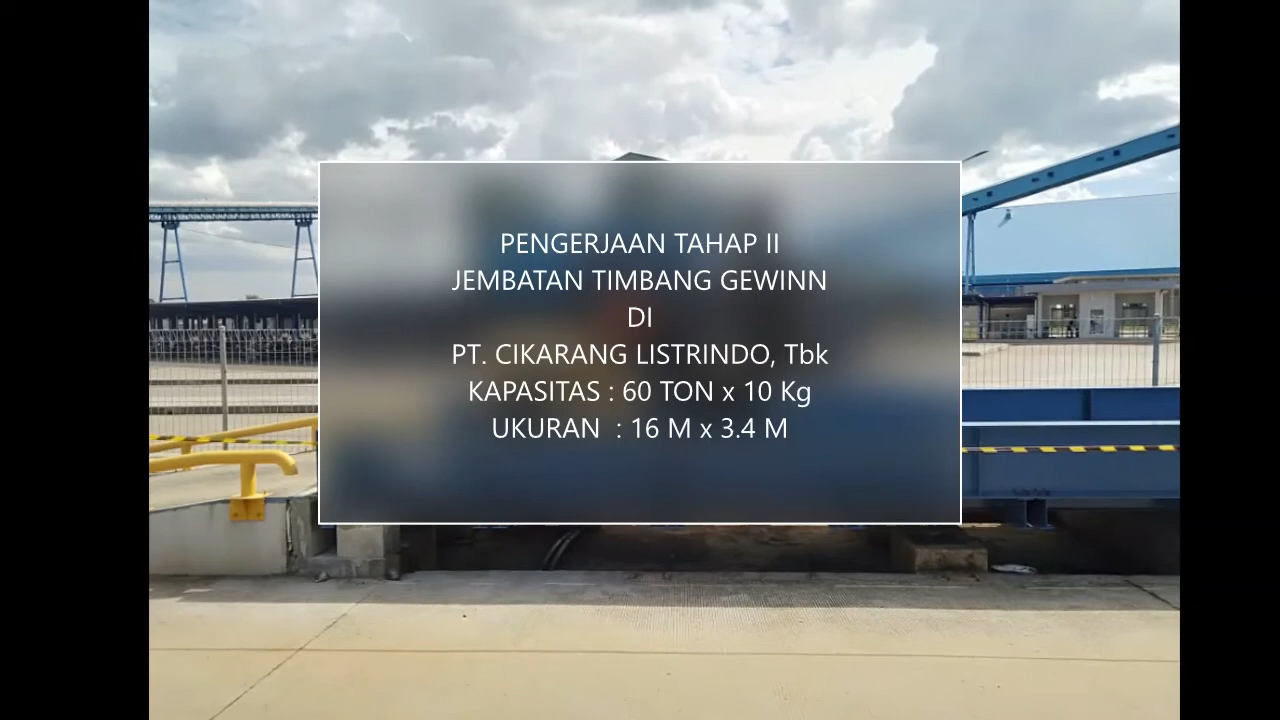 PENGERJAAN TAHAP II
JEMBATAN TIMBANG GEWINN
DI
PT. CIKARANG LISTRINDO, Tbk
KAPASITAS : 60 TON x 10 Kg
UKURAN  : 16 M x 3.4 M